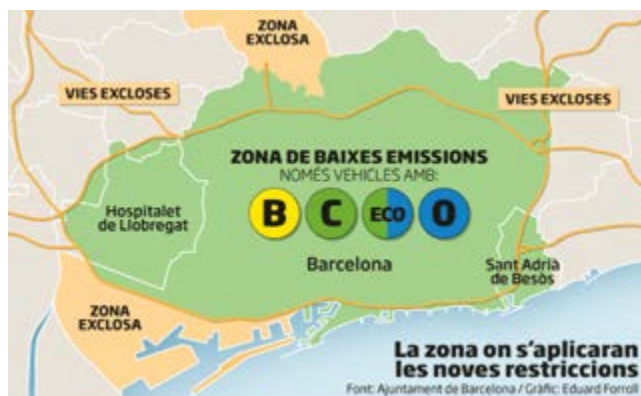 ZONA
EXCLOSA
VIES EXCLOSES
VIES EXCLOSES
ZONA DE BAIXES EMISSIONS
NOMÉS VEHICLES AMB:
B C ECO 0
Hospitalet
de Llobregat
Barcelona
Sant Adrià
de Besòs
ZONA
EXCLOSA
La zona on s'aplicaran
les noves restriccions
Font: Ajuntament de Barcelona / Gràfic: Eduard Forroll